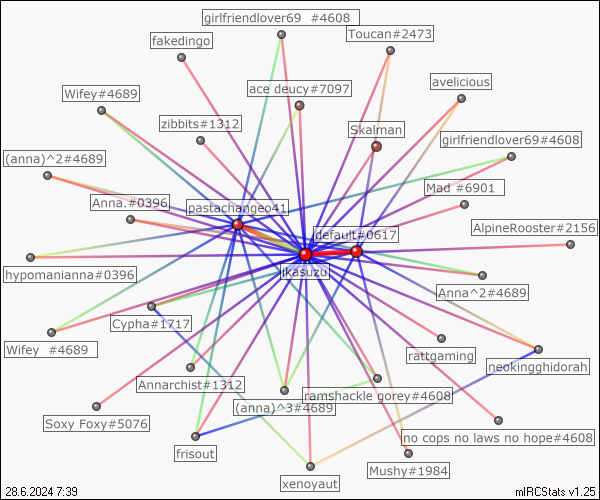 girlfriendlover69 #4608
Toucan#2473
fakedingo
avelicious
ace deucy#7097
Wifey#4689
zibbits#1312
Skalman
girlfriendlover69#4608
(anna)^2#4689
Mad #6901
Anna.#0396
pastachangeo41
AlpineRooster#2156
default#0617
jkasuzu
hypomanianna#0396
Anna^2#4689
Cypha#1717
Wifey #4689
rattgaming
neokingghidorah
Annarchist#1312
ramshackle gorey#4608
(anna)^3#4689
Soxy Foxy#5076
no cops no laws no hope#4608
frisout
Mushy#1984
xenoyaut
28.6.2024 7:39
mIRCStats v1.25